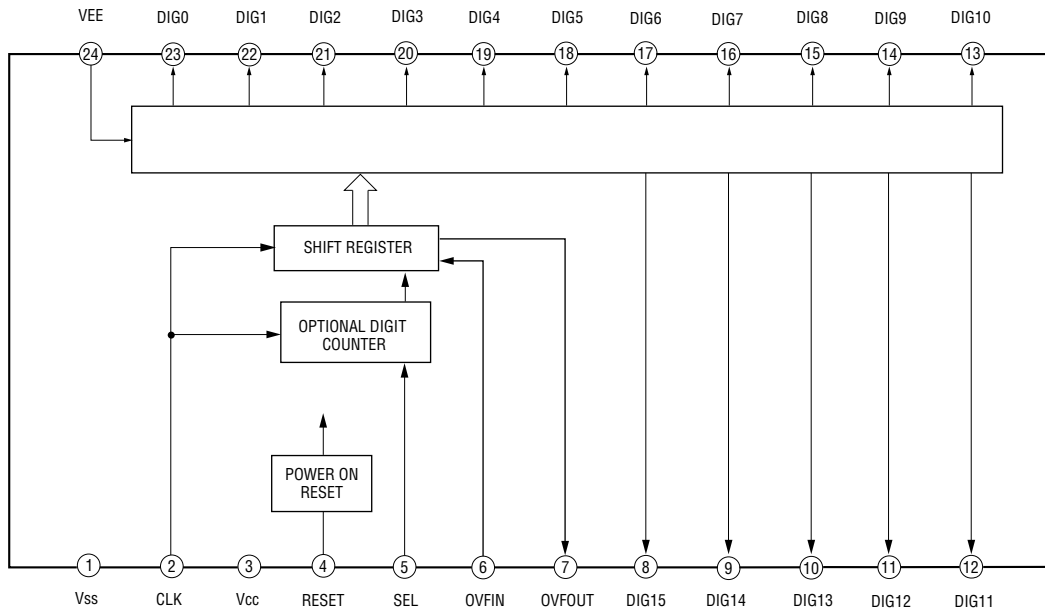 VEE DIG0 DIG1 DIG2 DIG3 DIG4 DIG5 DIG6 DIG7 DIG8 DIG9 DIG10
24 23 22 21 20 19 18 17 16 15 14 13
SHIFT REGISTER
OPTIONAL DIGIT
COUNTER
POWER ON
RESET
1 2 3 4 5 6 7 8 9 10 11 12
Vss CLK Vcc RESET SEL OVFIN OVFOUT DIG15 DIG14 DIG13 DIG12 DIG11